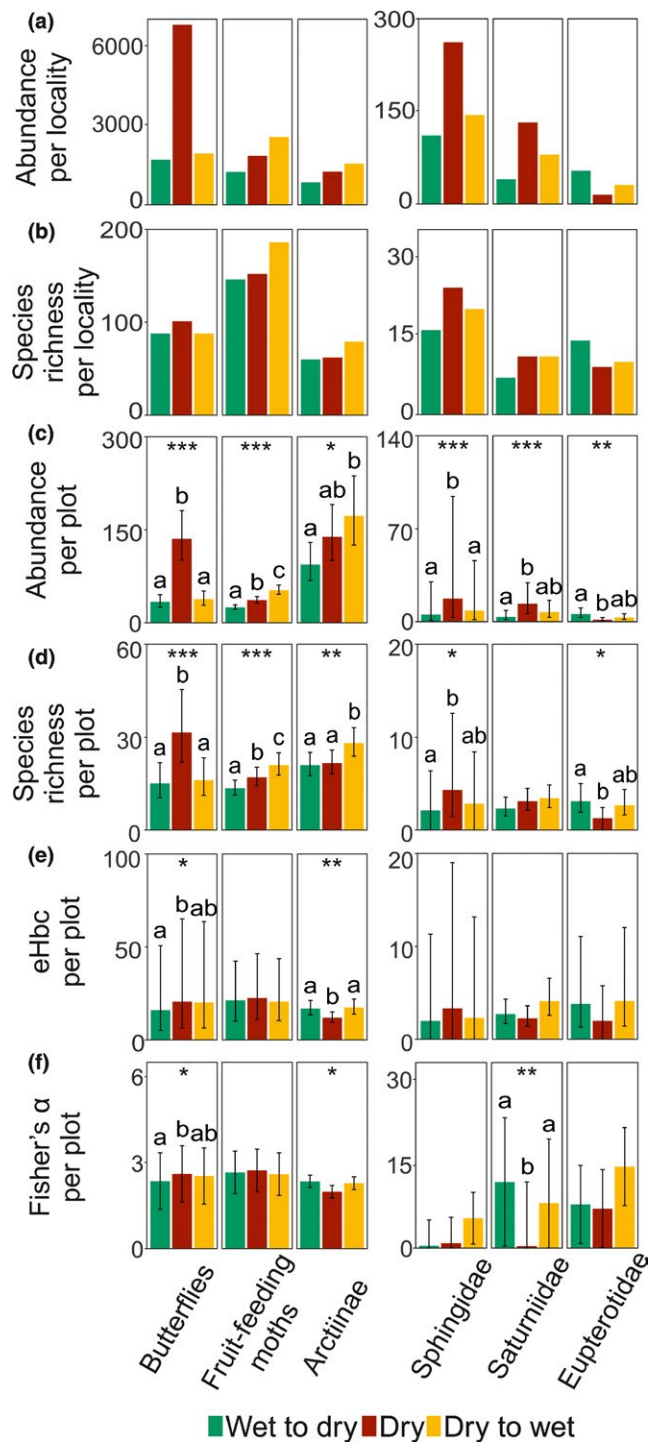 (a)
Abundance
per locality
6000
3000
0
300
150
0
(b)
Species
richness
per locality
200
100
0
30
15
0
(c)
Abundance
per plot
300
150
0
*** *** *
a b a a b c a ab b
140
70
0
*** *** **
a b a a b ab a b ab
(d)
Species
richness
per plot
60
30
0
*** *** **
a b a a b c a a b
20
10
0
* *
a b ab a b ab
(e)
eHbc
per plot
100
50
0
* **
a b ab a b a
20
10
0
(f)
Fisher's α
per plot
6
3
0
* *
a b ab
30
15
0
**
a b a
Butterflies
Fruit-feeding
moths
Arctiinae
Sphingidae
Saturniidae
Eupterotidae
Wet to dry Dry Dry to wet